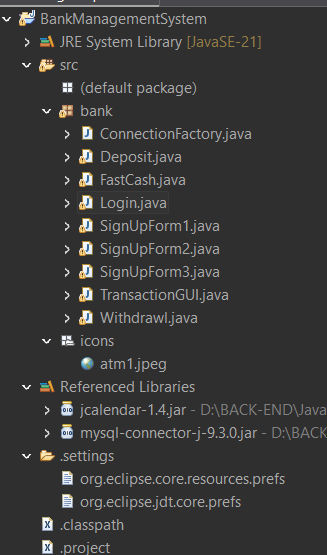 BankManagementSystem
JRE System Library [JavaSE-21]
src
(default package)
bank
ConnectionFactory.java
Deposit.java
FastCash.java
Login.java
SignUpForm1.java
SignUpForm2.java
SignUpForm3.java
TransactionGUI.java
Withdrawl.java
icons
atm1.jpeg
Referenced Libraries
jcalendar-1.4.jar - D:\BACK-END\Java
mysql-connector-j-9.3.0.jar - D:\BACK
.settings
org.eclipse.core.resources.prefs
org.eclipse.jdt.core.prefs
.classpath
.project